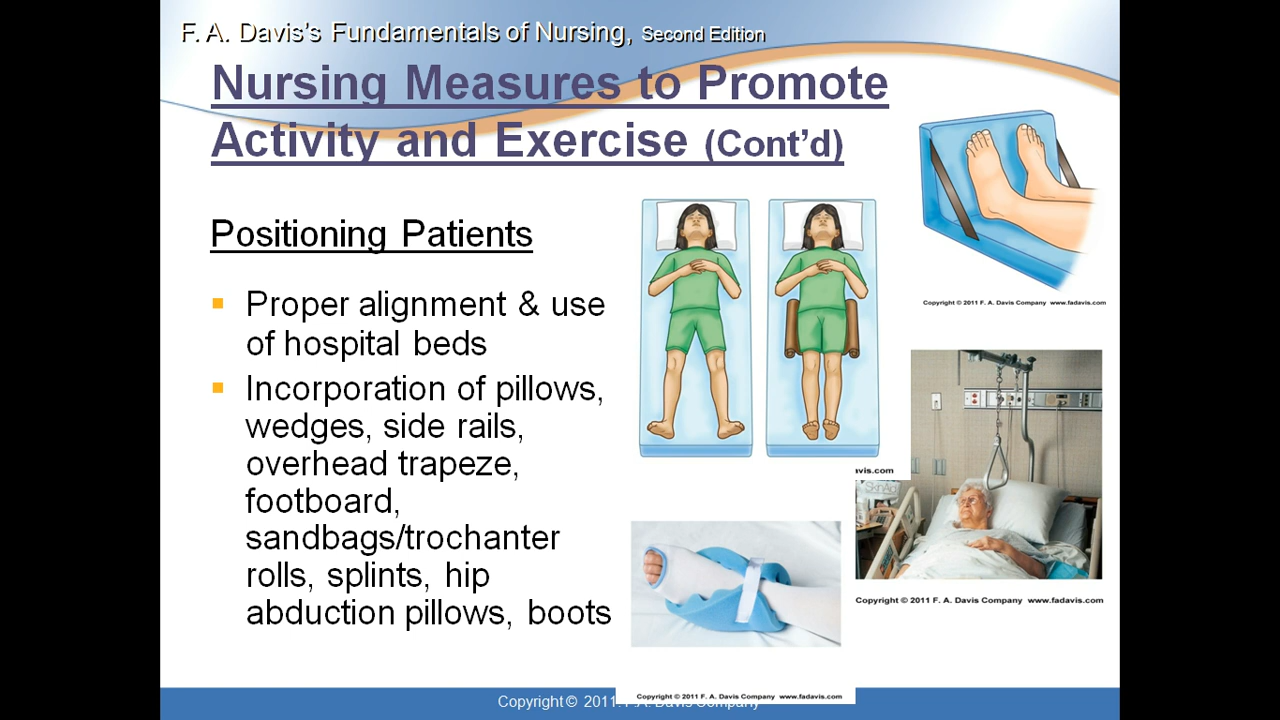 F. A. Davis's Fundamentals of Nursing, Second Edition
Nursing Measures to Promote
Activity and Exercise (Cont'd)
Positioning Patients
Proper alignment & use
of hospital beds
Incorporation of pillows,
wedges, side rails,
overhead trapeze,
footboard,
sandbags/trochanter
rolls, splints, hip
abduction pillows, boots
Copyright © 2011 F. A. Davis Company www.fadavis.com
avis.com
Copyright © 2011 F. A. Davis Company www.fadavis.com
Copyright © 2011 F. A. Davis Company www.fadavis.com
Copyright © 2011. F. A. Davis Company